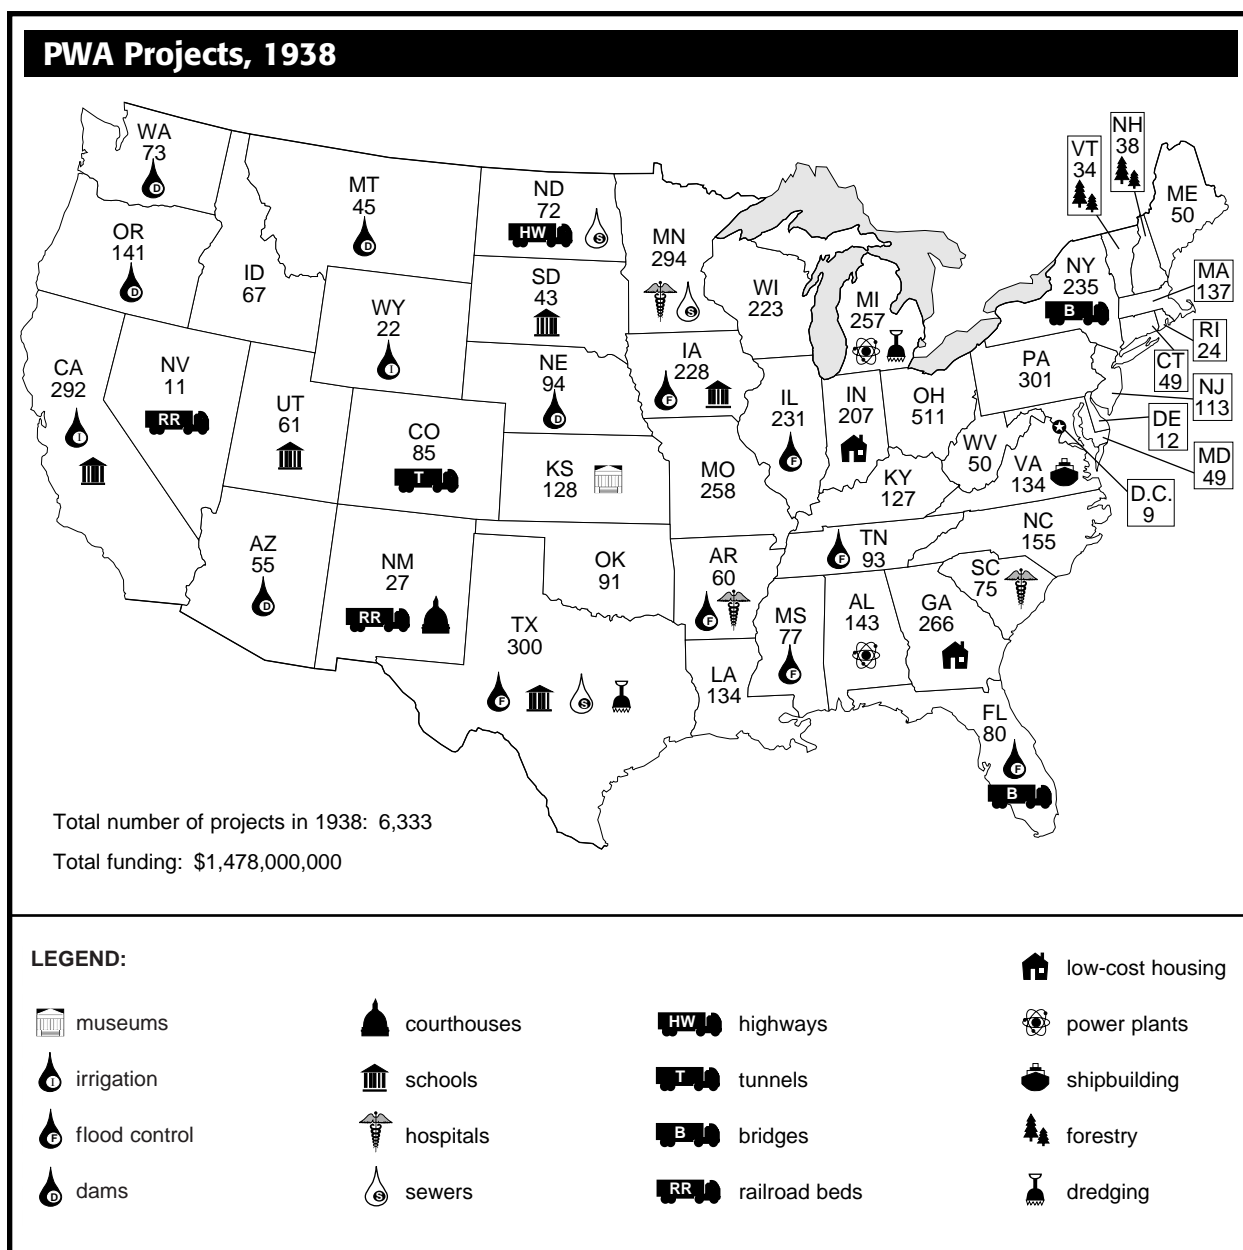 PWA Projects, 1938
WA
73
D
OR
141
D
ID
67
MT
45
D
WY
22
I
ND
72
HW
S
SD
43
NE
94
D
MN
294
S
WI
223
MI
257
IA
228
F
IL
231
F
IN
207
OH
511
NH
38
VT
34
ME
50
NY
235
B
MA
137
RI
24
CT
49
PA
301
NJ
113
DE
12
MD
49
D.C.
9
CA
292
I
NV
11
RR
UT
61
CO
85
T
KS
128
MO
258
KY
127
WV
50
VA
134
NC
155
AZ
55
D
NM
27
RR
OK
91
AR
60
F
TN
93
F
SC
75
TX
300
F
S
LA
134
MS
77
F
AL
143
GA
266
FL
80
F
B
Total number of projects in 1938: 6,333
Total funding: $1,478,000,000
LEGEND:
museums
I irrigation
F flood control
D dams
courthouses
schools
hospitals
S sewers
HW highways
T tunnels
B bridges
RR railroad beds
low-cost housing
power plants
shipbuilding
forestry
dredging